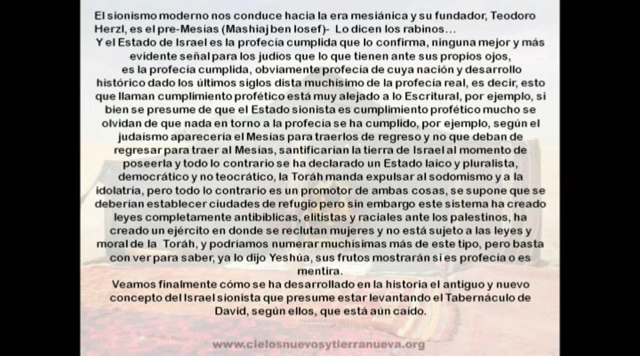 El sionismo moderno nos conduce hacia la era mesiánica y su fundador, Teodoro
Herzl, es el pre-Mesías (Mashiaj ben Iosef)-  Lo dicen los rabinos...
Y el Estado de Israel es la profecía cumplida que lo confirma, ninguna mejor y más
evidente señal para los judios que lo que tienen ante sus propios ojos,
es la profecía cumplida, obviamente profecía de cuya nación y desarrollo
histórico dado los últimos siglos dista muchísimo de la profecía real, es decir, esto
que llaman cumplimiento profético está muy alejado a lo Escritural, por ejemplo, si
bien se presume de que el Estado sionista es cumplimiento profético mucho se
olvidan de que nada en torno a la profecía se ha cumplido, por ejemplo, según el
judaísmo aparecería el Mesías para traerlos de regreso y no que deban de
regresar para traer al Mesías, santificarían la tierra de Israel al momento de
poseerla y todo lo contrario se ha declarado un Estado laico y pluralista,
democrático y no teocrático, la Toráh manda expulsar al sodomismo y a la
idolatría, pero todo lo contrario es un promotor de ambas cosas, se supone que se
deberían establecer ciudades de refugio pero sin embargo este sistema ha creado
leyes completamente antibiblicas, elitistas y raciales ante los palestinos, ha
creado un ejército en donde se reclutan mujeres y no está sujeto a las leyes y
moral de la  Toráh, y podríamos numerar muchísimas más de este tipo, pero basta
con ver para saber, ya lo dijo Yeshúa, sus frutos mostrarán si es profecía o es
mentira.
Veamos finalmente cómo se ha desarrollado en la historia el antiguo y nuevo
concepto del Israel sionista que presume estar levantando el Tabernáculo de
David, según ellos, que está aún caído.
www.cielosnuevosytierranueva.org